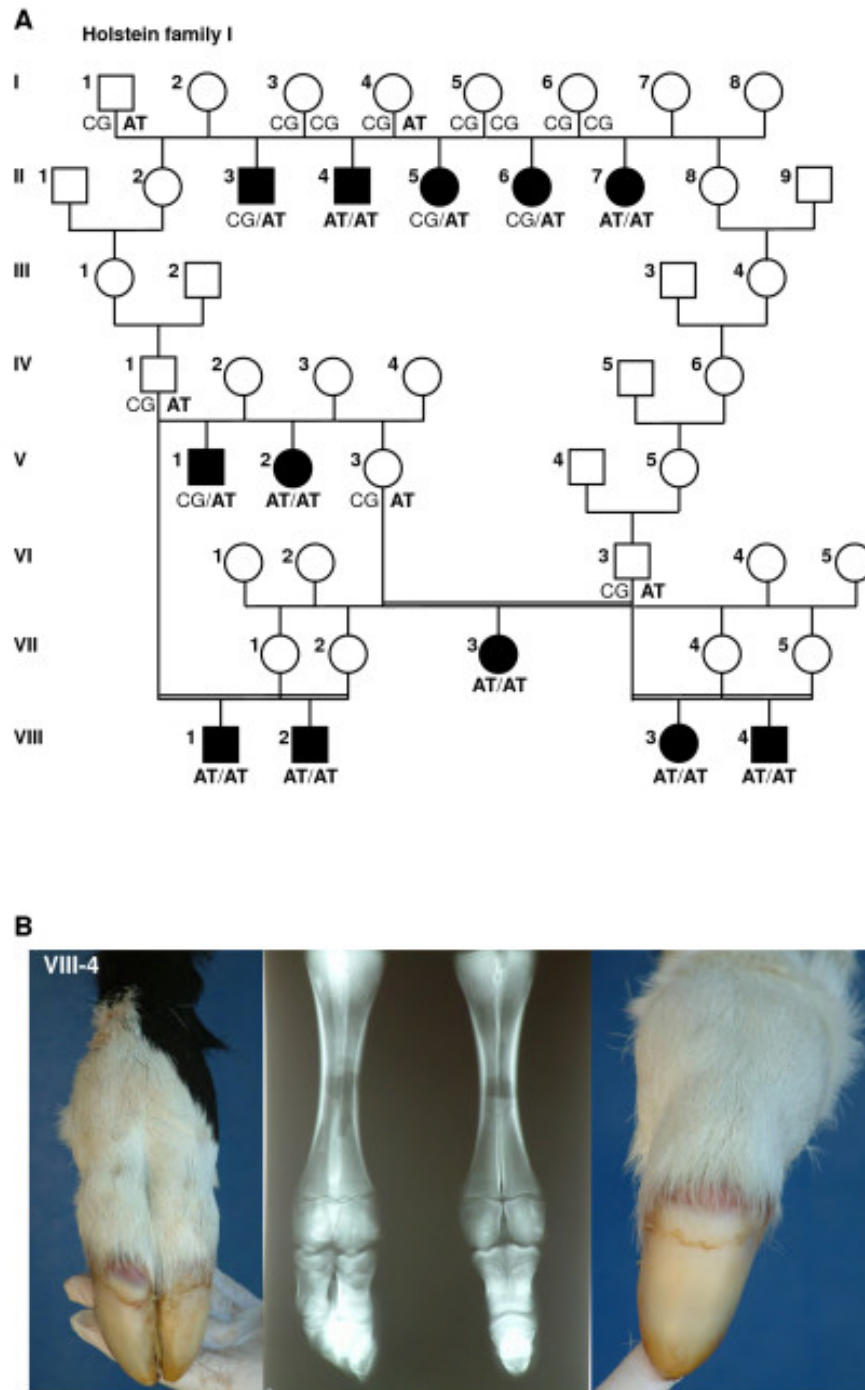 A
Holstein family I
I 1 2 3 4 5 6 7 8
CG AT CG CG CG AT CG CG CG CG
II 1 2 3 4 5 6 7 8 9
CG/AT AT/AT CG/AT CG/AT AT/AT
III 1 2 3 4
IV 1 2 3 4 5 6
CG AT
V 1 2 3 4 5
CG/AT AT/AT CG AT
VI 1 2 3 4 5
CG AT
VII 1 2 3 4 5
AT/AT
VIII 1 2 3 4
AT/AT AT/AT AT/AT AT/AT
B
VIII-4